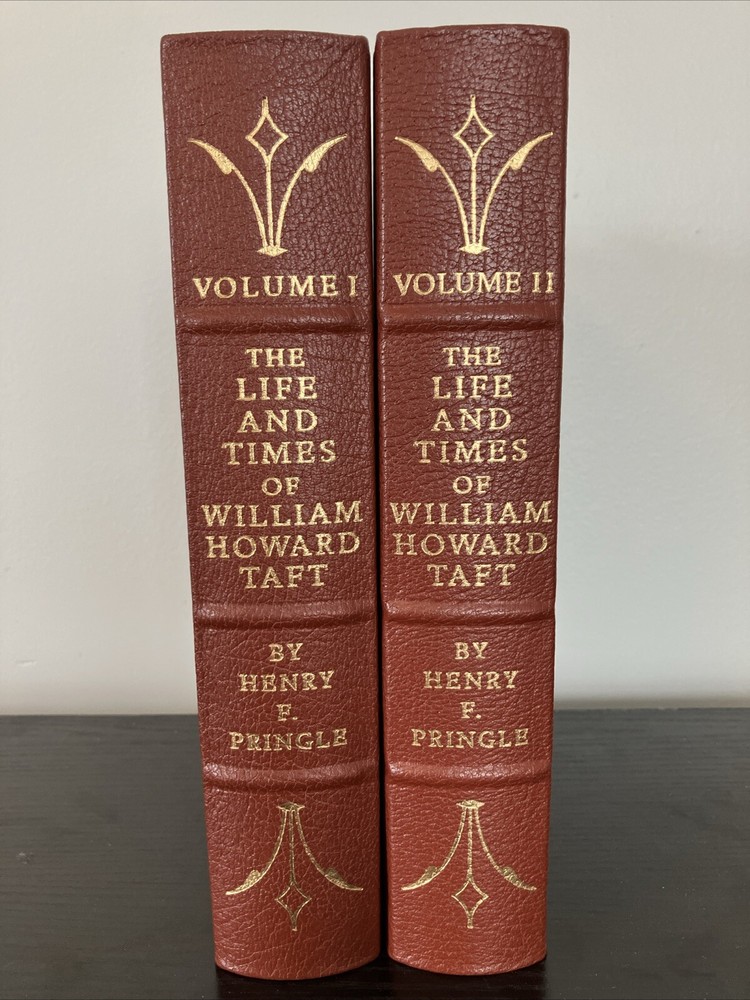 VOLUME I
THE
LIFE
AND
TIMES
OF
WILLIAM
HOWARD
TAFT
BY
HENRY
F.
PRINGLE
VOLUME II
THE
LIFE
AND
TIMES
OF
WILLIAM
HOWARD
TAFT
BY
HENRY
F.
PRINGLE